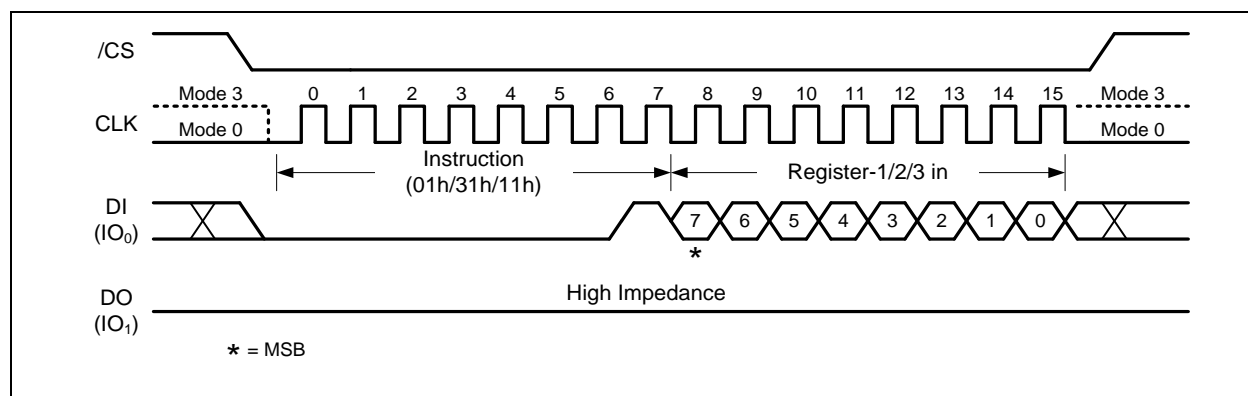 /CS
Mode 3 0 1 2 3 4 5 6 7 8 9 10 11 12 13 14 15 Mode 3
CLK
Mode 0 Mode 0
Instruction
(01h/31h/11h)
Register-1/2/3 in
DI
(IO₀)
7 6 5 4 3 2 1 0
*
High Impedance
DO
(IO₁)
* = MSB